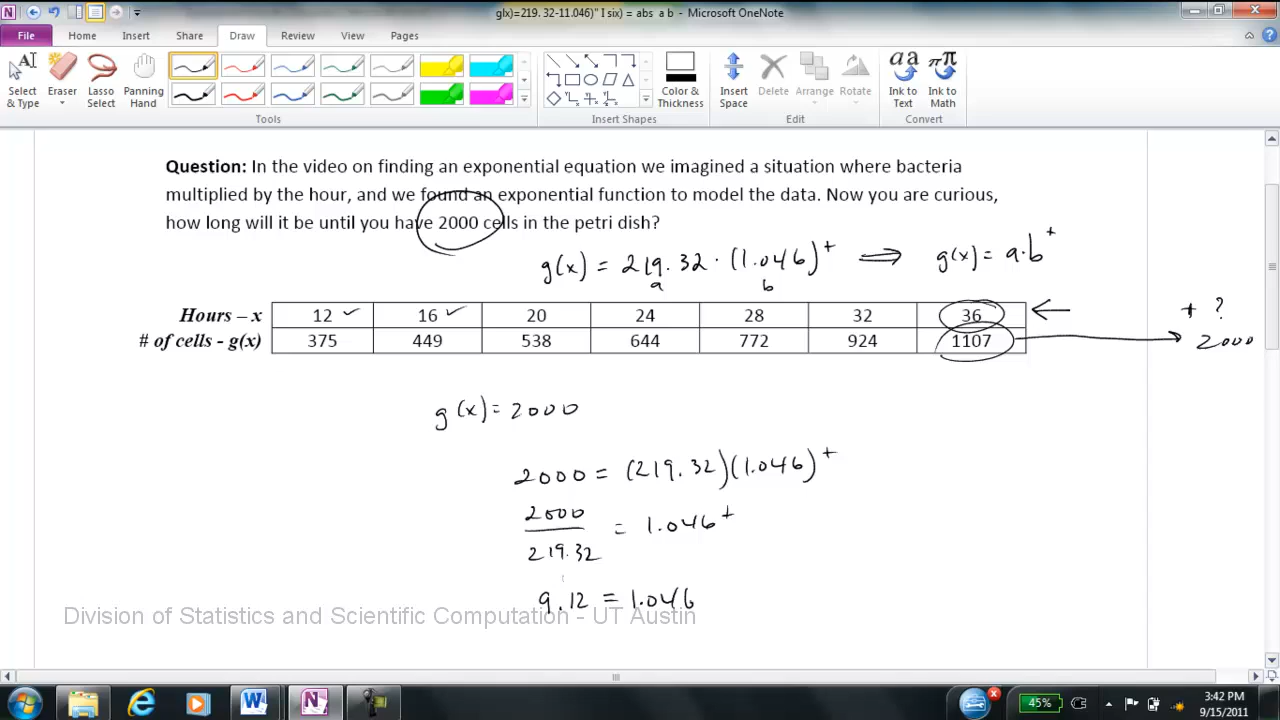 g(x)=219. 32-11.046)" I six) = abs a b - Microsoft OneNote
File Home Insert Share Draw Review View Pages
Select & Type Eraser Lasso Select Panning Hand Color & Thickness Insert Space Delete Arrange Rotate Ink to Text Ink to Math
Tools Insert Shapes Edit Convert
Question: In the video on finding an exponential equation we imagined a situation where bacteria
multiplied by the hour, and we found an exponential function to model the data. Now you are curious,
how long will it be until you have 2000 cells in the petri dish?
g(x) = 219.32 · (1.046)^t ⟹ g(x) = a·b^t
a b
Hours – x 12 ✓ 16 ✓ 20 24 28 32 36 ← t ?
# of cells - g(x) 375 449 538 644 772 924 1107 → 2000
g(x) = 2000
2000 = (219.32)(1.046)^t
2000/219.32 = 1.046^t
9.12 = 1.046
Division of Statistics and Scientific Computation - UT Austin
45% 3:42 PM
9/15/2011